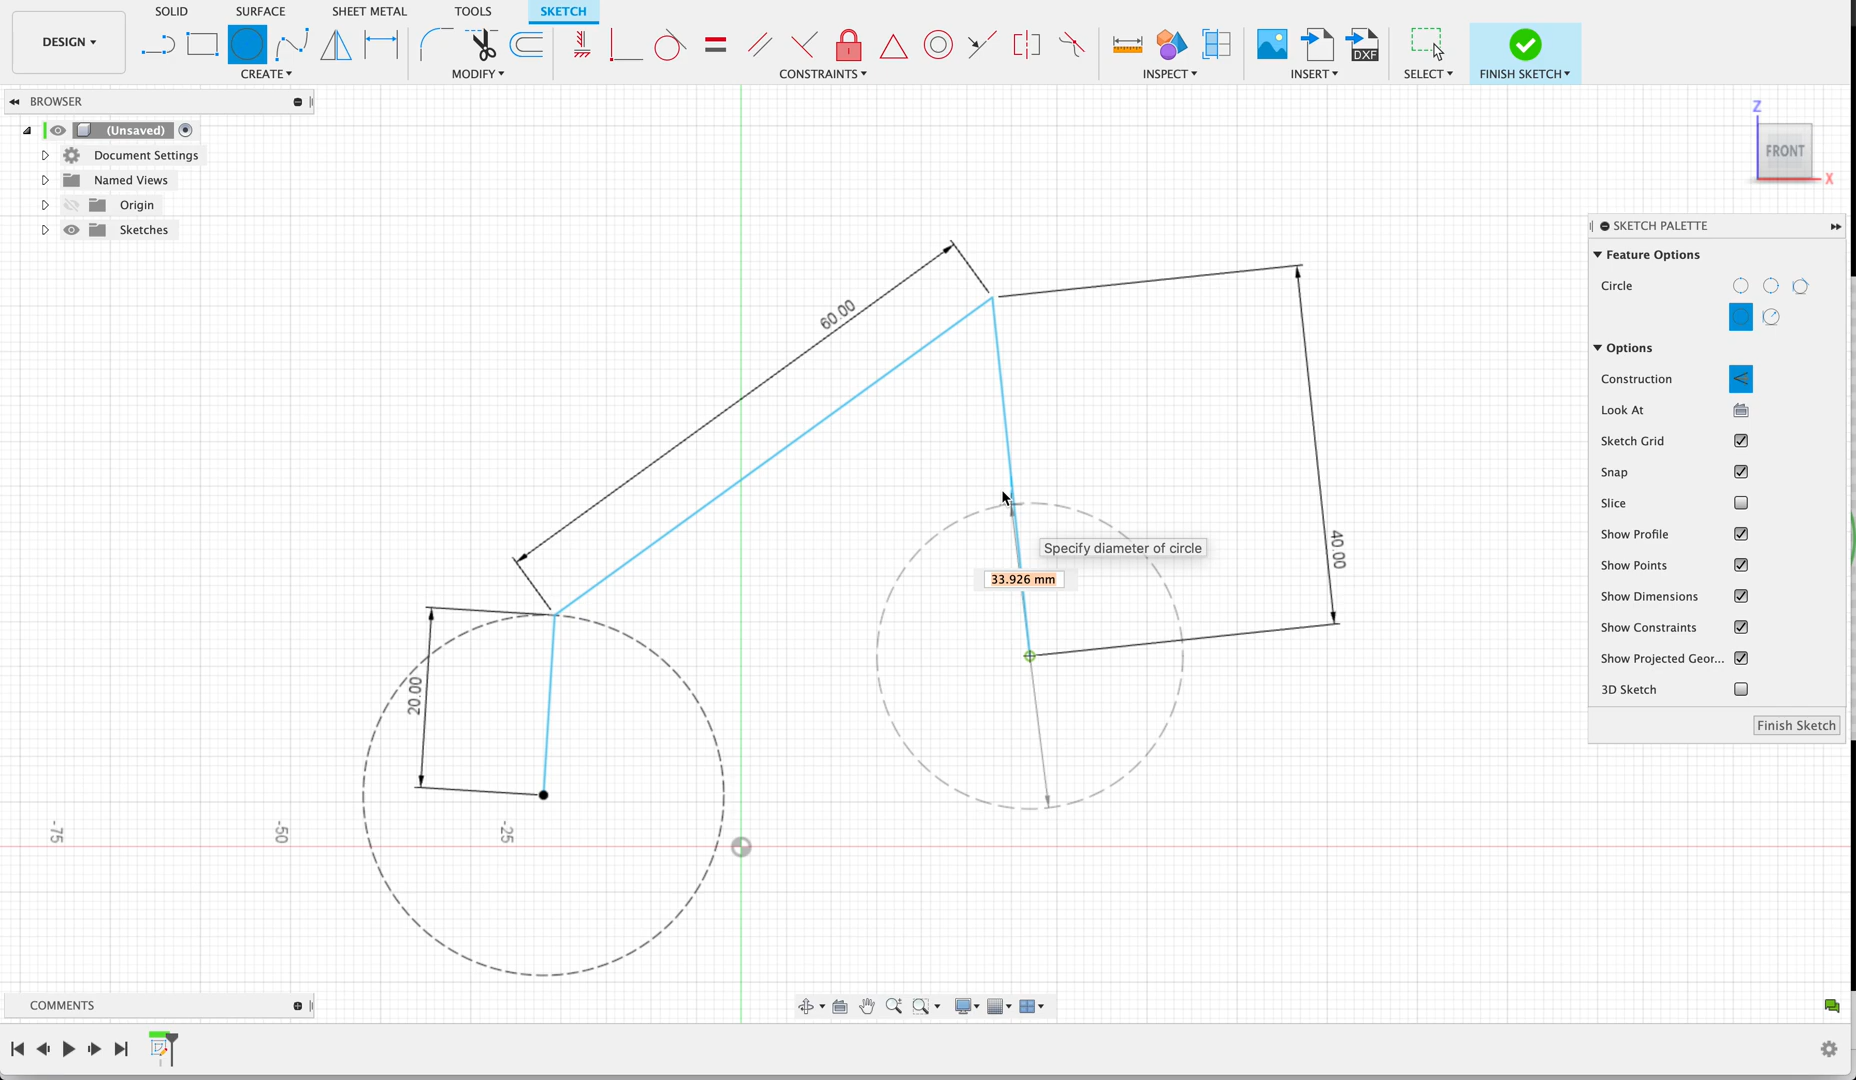 SOLID SURFACE SHEET METAL TOOLS SKETCH
DESIGN
CREATE MODIFY CONSTRAINTS INSPECT INSERT SELECT FINISH SKETCH
DXF
BROWSER
(Unsaved)
Document Settings
Named Views
Origin
Sketches
Z
FRONT
X
SKETCH PALETTE
Feature Options
Circle
Options
Construction
Look At
Sketch Grid
Snap
Slice
Show Profile
Show Points
Show Dimensions
Show Constraints
Show Projected Geor...
3D Sketch
Finish Sketch
60.00
40.00
Specify diameter of circle
33.926 mm
20.00
-75
-50
-25
COMMENTS